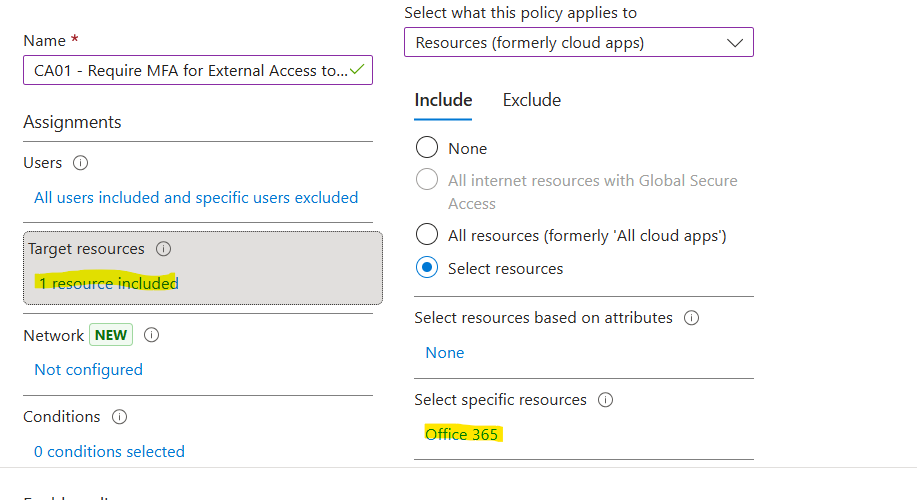 Name *
CA01 - Require MFA for External Access to...
Assignments
Users
All users included and specific users excluded
Target resources
1 resource included
Network NEW
Not configured
Conditions
0 conditions selected
Select what this policy applies to
Resources (formerly cloud apps)
Include Exclude
None
All internet resources with Global Secure
Access
All resources (formerly 'All cloud apps')
Select resources
Select resources based on attributes
None
Select specific resources
Office 365